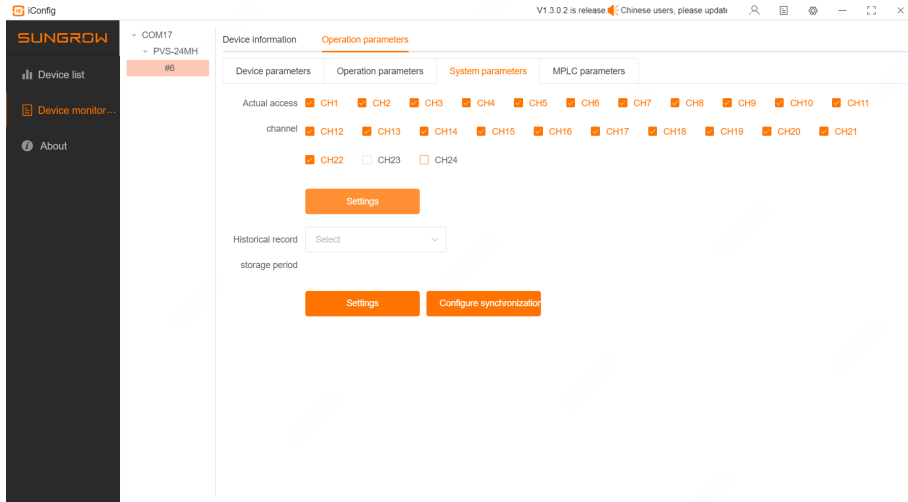 iConfig
V1.3.0.2 is release. Chinese users, please updat
SUNGROW
Device list
Device monitor...
About
COM17
PVS-24MH
#6
Device information Operation parameters
Device parameters Operation parameters System parameters MPLC parameters
Actual access CH1 CH2 CH3 CH4 CH5 CH6 CH7 CH8 CH9 CH10 CH11
channel CH12 CH13 CH14 CH15 CH16 CH17 CH18 CH19 CH20 CH21
CH22 CH23 CH24
Settings
Historical record Select
storage period
Settings Configure synchronization